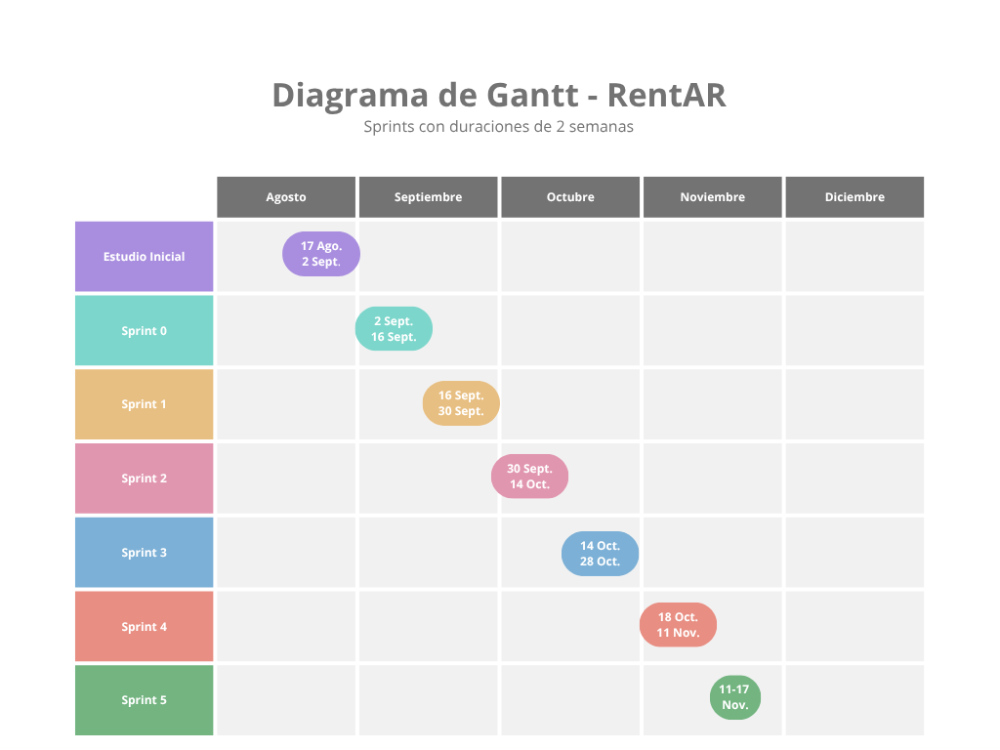 Diagrama de Gantt - RentAR
Sprints con duraciones de 2 semanas
Agosto
Septiembre
Octubre
Noviembre
Diciembre
Estudio Inicial
17 Ago.
2 Sept.
Sprint 0
2 Sept.
16 Sept.
Sprint 1
16 Sept.
30 Sept.
Sprint 2
30 Sept.
14 Oct.
Sprint 3
14 Oct.
28 Oct.
Sprint 4
18 Oct.
11 Nov.
Sprint 5
11-17
Nov.